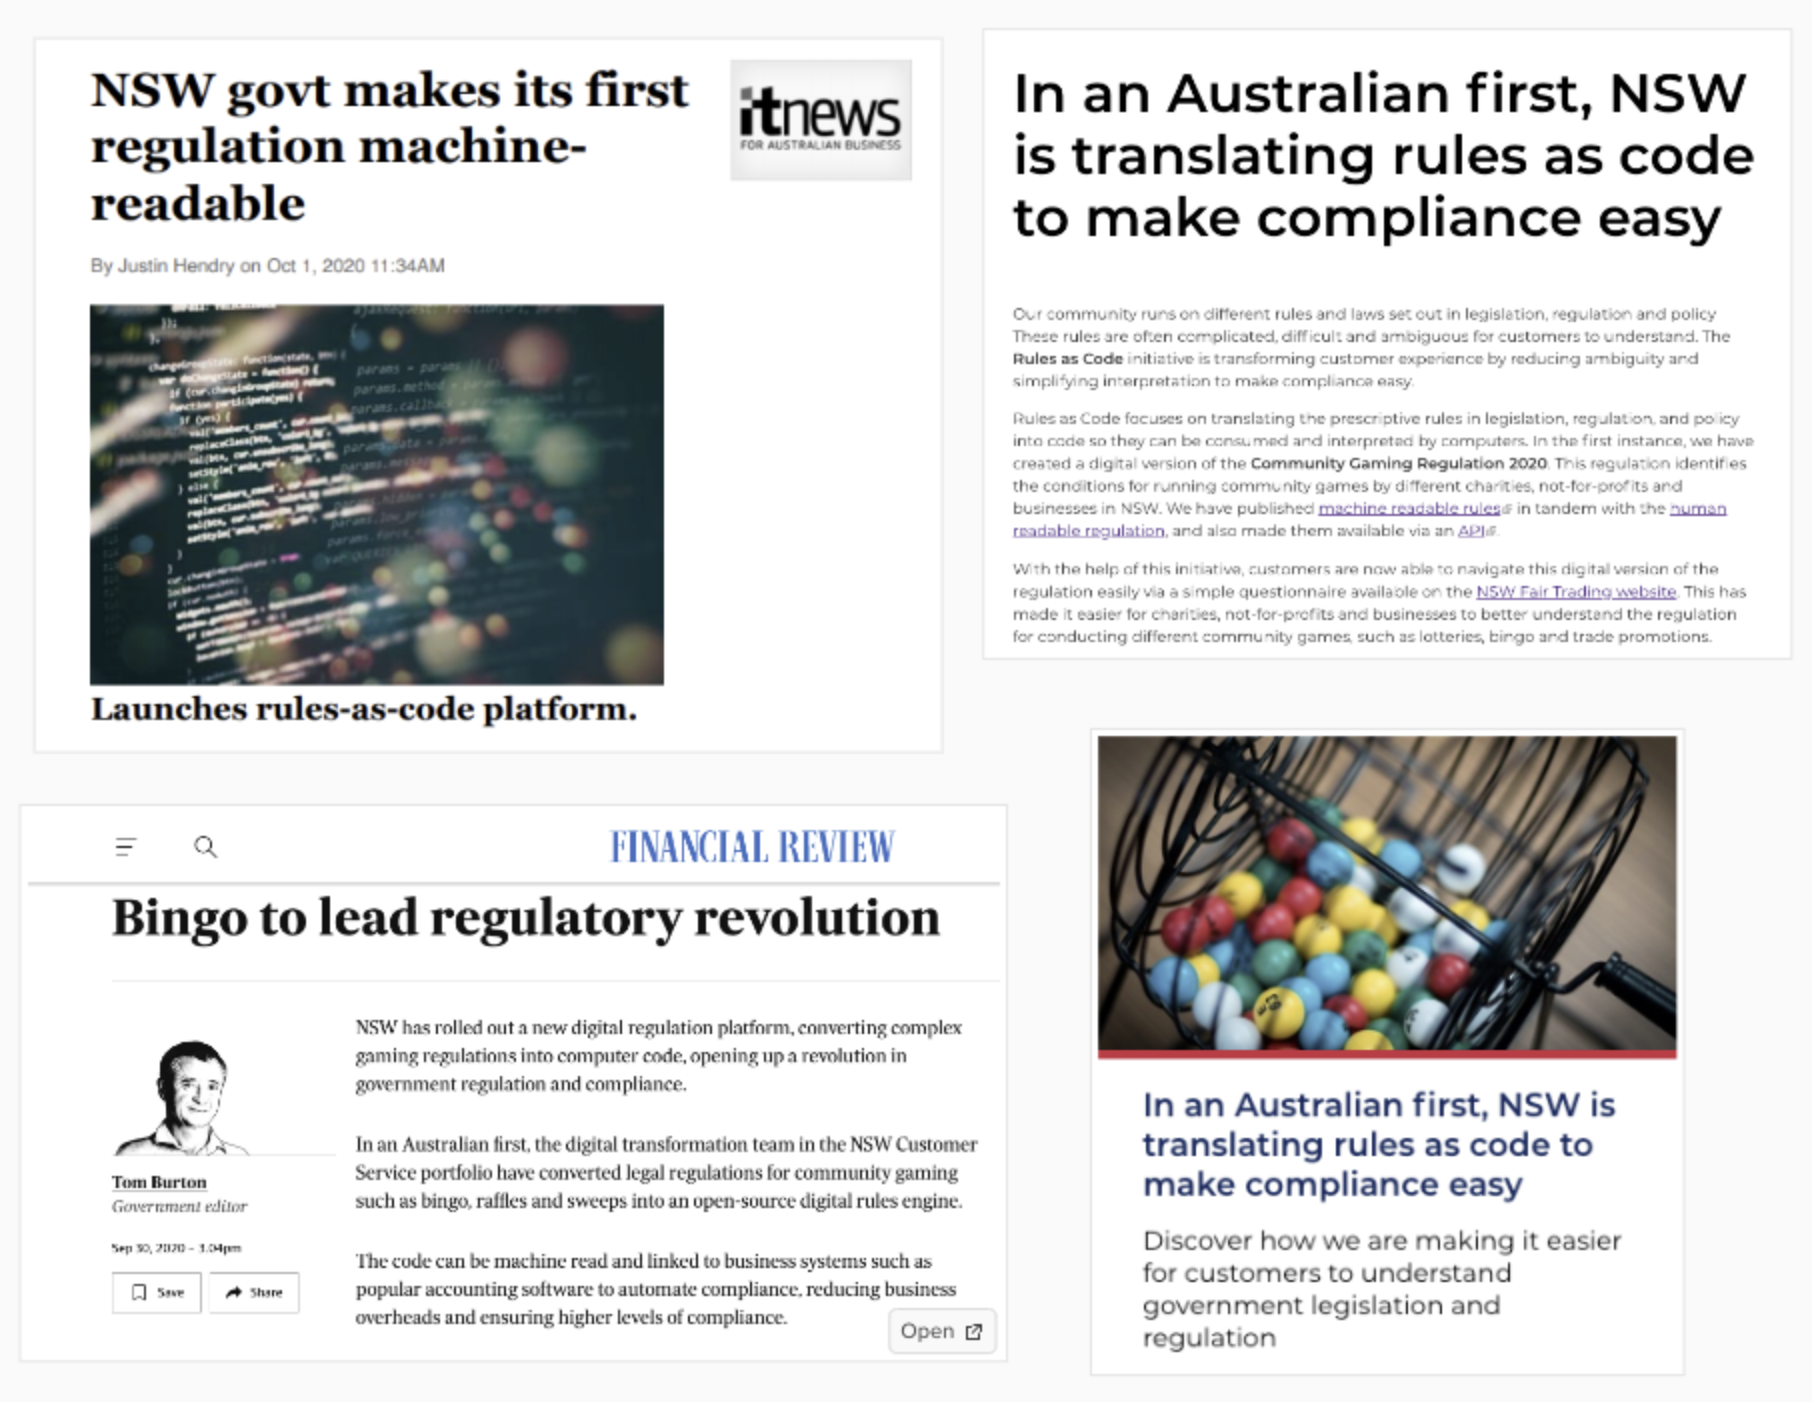 NSW govt makes its first
regulation machine-
readable
itnews
FOR AUSTRALIAN BUSINESS
By Justin Hendry on Oct 1, 2020 11:34AM
Launches rules-as-code platform.
In an Australian first, NSW
is translating rules as code
to make compliance easy
Our community runs on different rules and laws set out in legislation, regulation and policy
These rules are often complicated, difficult and ambiguous for customers to understand. The
Rules as Code initiative is transforming customer experience by reducing ambiguity and
simplifying interpretation to make compliance easy.
Rules as Code focuses on translating the prescriptive rules in legislation, regulation, and policy
into code so they can be consumed and interpreted by computers. In the first instance, we have
created a digital version of the Community Gaming Regulation 2020. This regulation identifies
the conditions for running community games by different charities, not-for-profits and
businesses in NSW. We have published machine readable rules in tandem with the human
readable regulation, and also made them available via an API.
With the help of this initiative, customers are now able to navigate this digital version of the
regulation easily via a simple questionnaire available on the NSW Fair Trading website. This has
made it easier for charities, not-for-profits and businesses to better understand the regulation
for conducting different community games, such as lotteries, bingo and trade promotions.
FINANCIAL REVIEW
Bingo to lead regulatory revolution
NSW has rolled out a new digital regulation platform, converting complex
gaming regulations into computer code, opening up a revolution in
government regulation and compliance.
In an Australian first, the digital transformation team in the NSW Customer
Service portfolio have converted legal regulations for community gaming
such as bingo, raffles and sweeps into an open-source digital rules engine.
The code can be machine read and linked to business systems such as
popular accounting software to automate compliance, reducing business
overheads and ensuring higher levels of compliance.
Tom Burton
Government editor
Sep 30, 2020 – 3.04pm
Save
Share
Open
In an Australian first, NSW is
translating rules as code to
make compliance easy
Discover how we are making it easier
for customers to understand
government legislation and
regulation